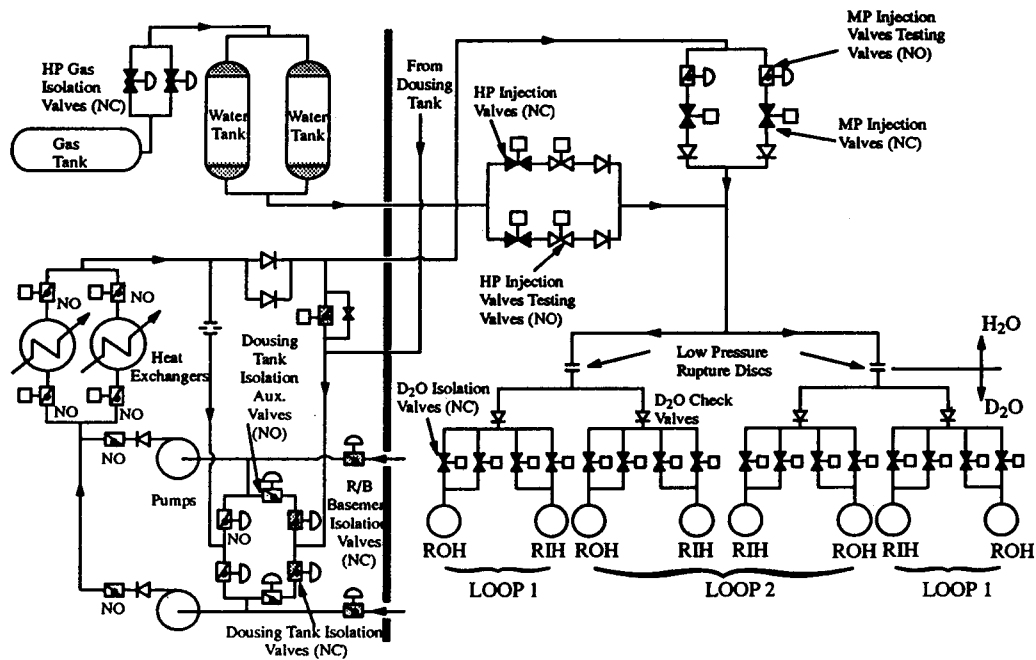 MP Injection
Valves Testing
Valves (NO)
HP Gas
Isolation
Valves (NC)
From
Dousing
Tank
HP Injection
Valves (NC)
Water
Tank
Water
Tank
MP Injection
Valves (NC)
Gas
Tank
HP Injection
Valves Testing
Valves (NO)
NO
NO
Heat
Exchangers
NO
NO
Dousing
Tank
Isolation
Aux.
Valves
(NO)
Low Pressure
Rupture Discs
H2O
D2O
D2O Isolation
Valves (NC)
D2O Check
Valves
NO
Pumps
R/B
Basemen
Isolation
Valves
(NC)
NO
NO
ROH
RIH
ROH
RIH
RIH
ROH
RIH
ROH
LOOP 1
LOOP 2
LOOP 1
Dousing Tank Isolation
Valves (NC)